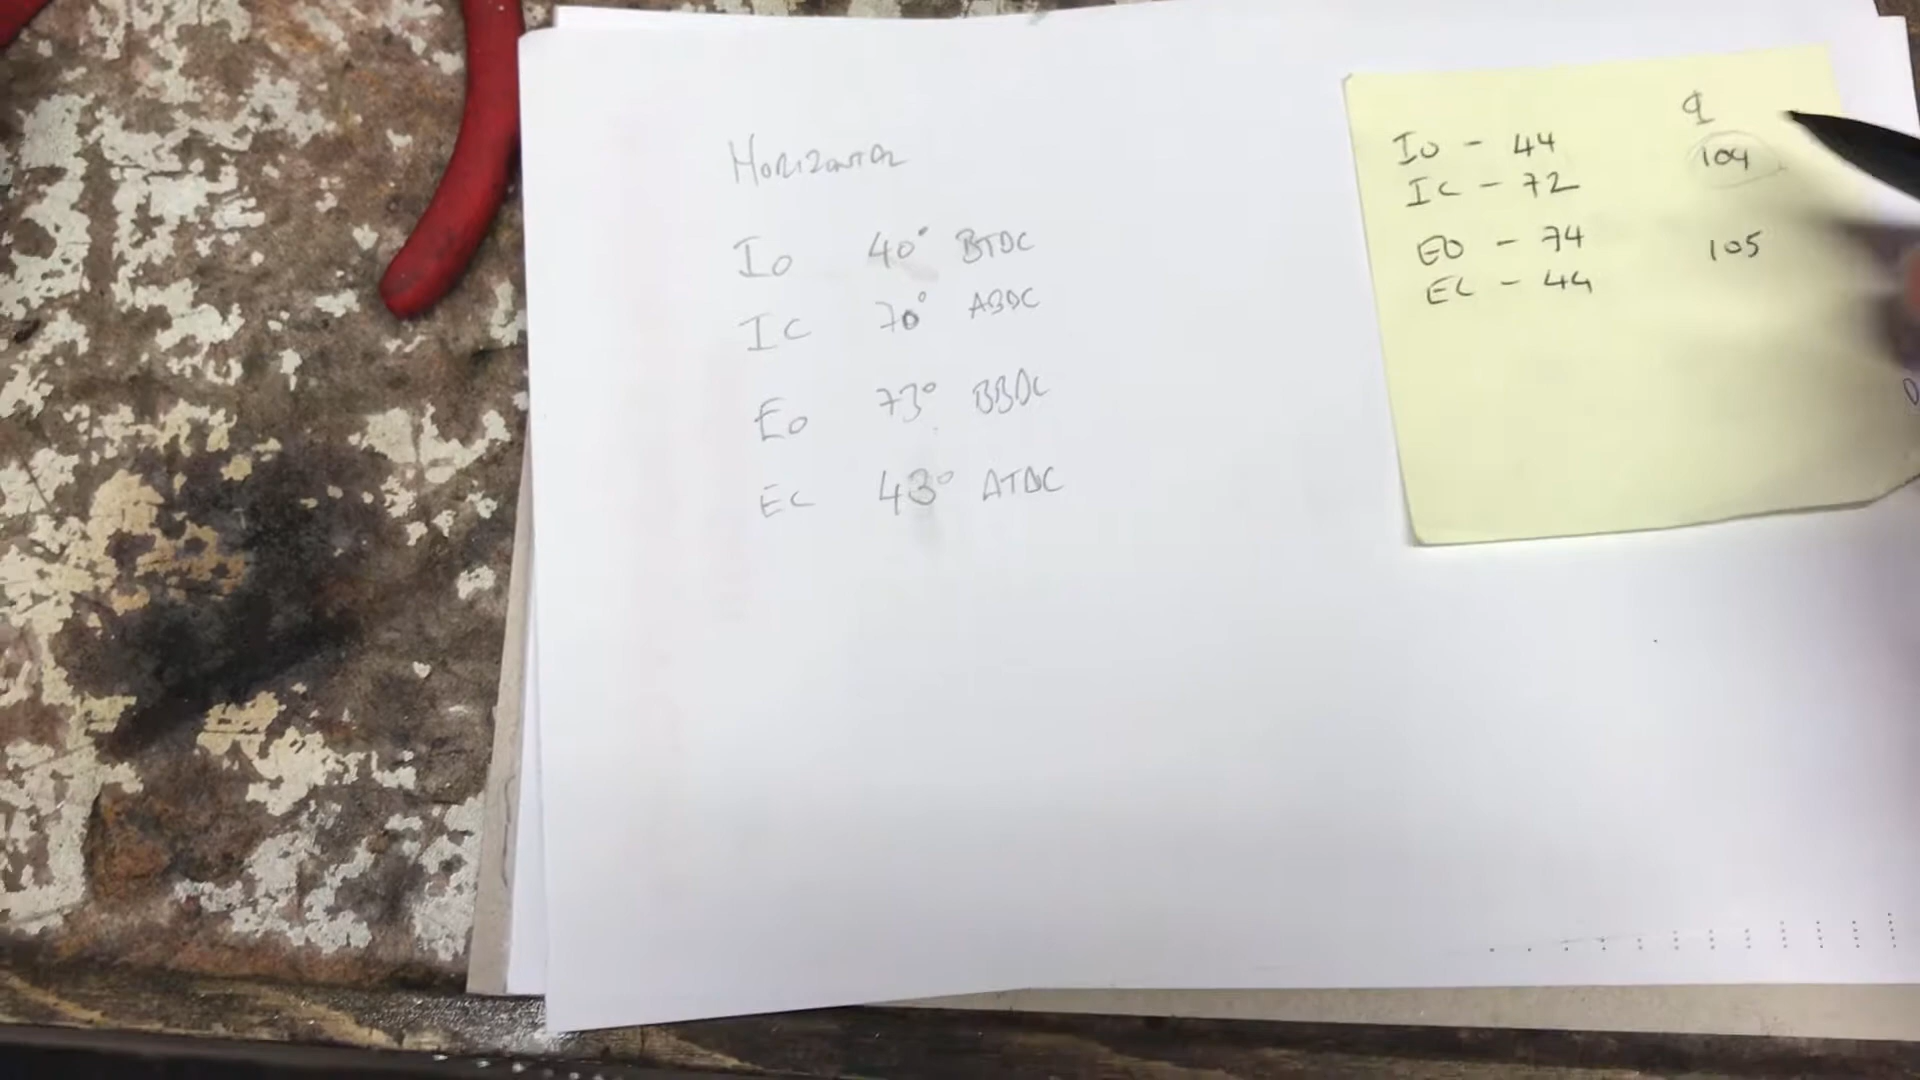 Horizontal
Io 40° BTDC
Ic 70° ABDC
Eo 73° BBDC
EC 43° ATDC
Io - 44 104
Ic - 72
EO - 74 105
EC - 44